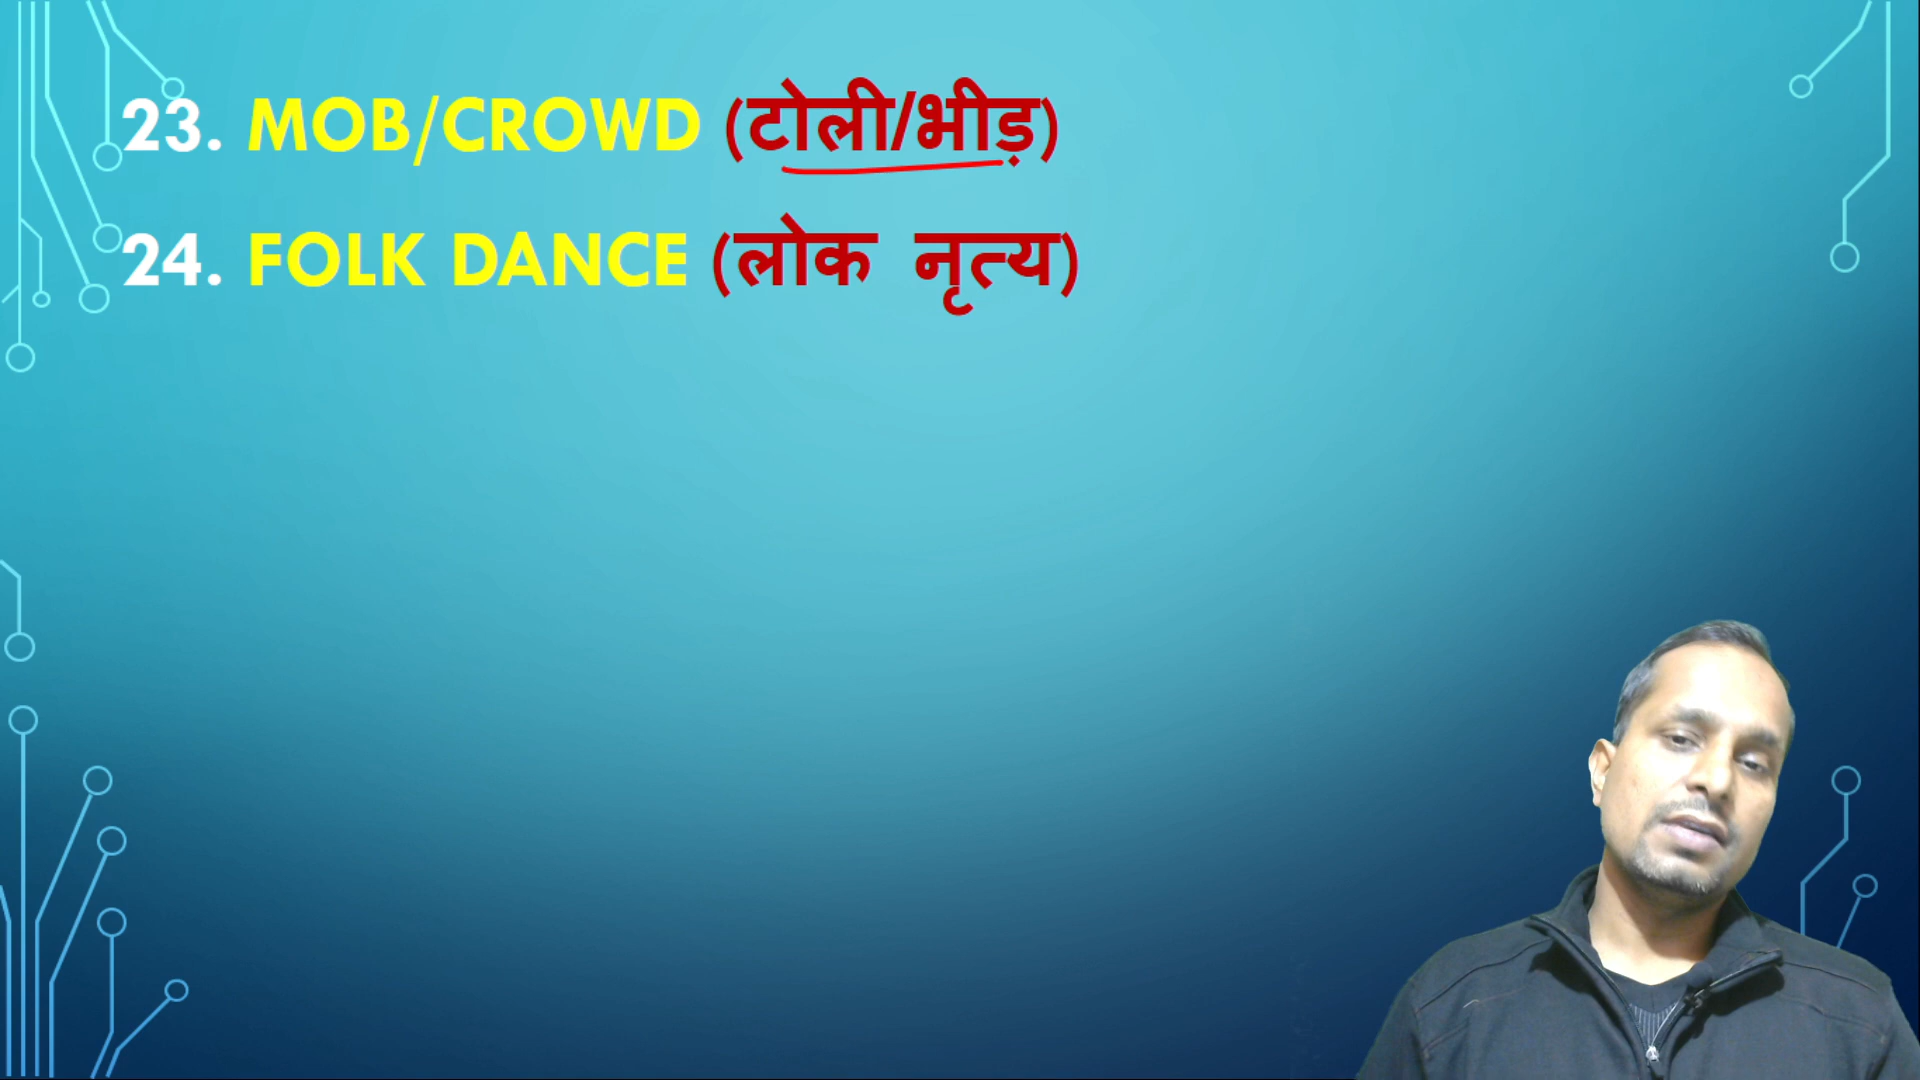 23. MOB/CROWD (टोली/भीड़)
24. FOLK DANCE (लोक नृत्य)